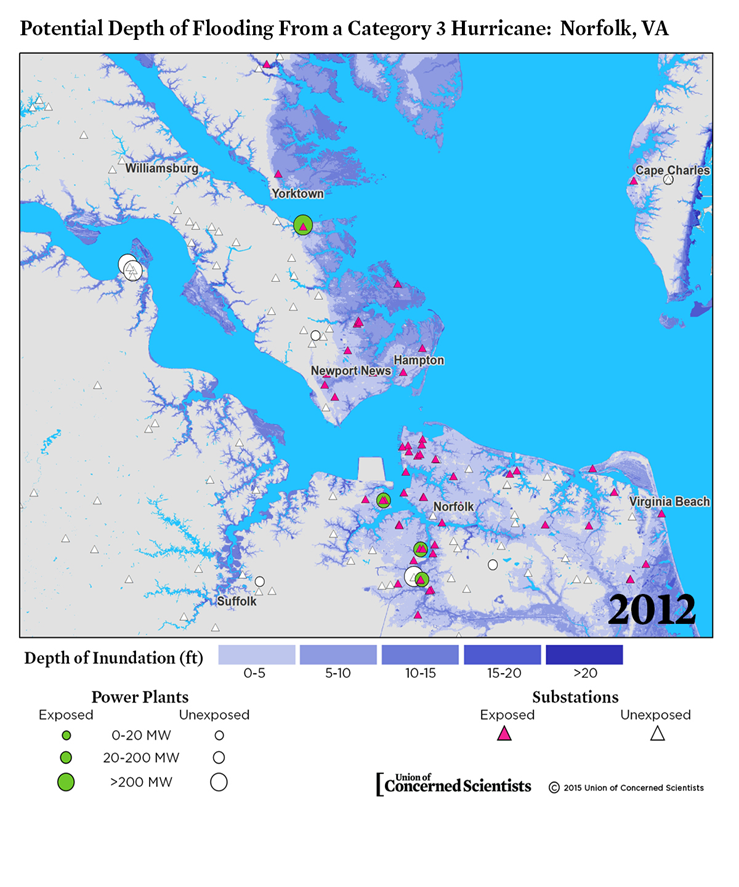 Potential Depth of Flooding From a Category 3 Hurricane: Norfolk, VA
Williamsburg
Cape Charles
Yorktown
Hampton
Newport News
Norfolk
Virginia Beach
Suffolk
2012
Depth of Inundation (ft)
0-5 5-10 10-15 15-20 >20
Power Plants
Exposed Unexposed
0-20 MW
20-200 MW
>200 MW
Substations
Exposed Unexposed
Union of
Concerned Scientists
© 2015 Union of Concerned Scientists